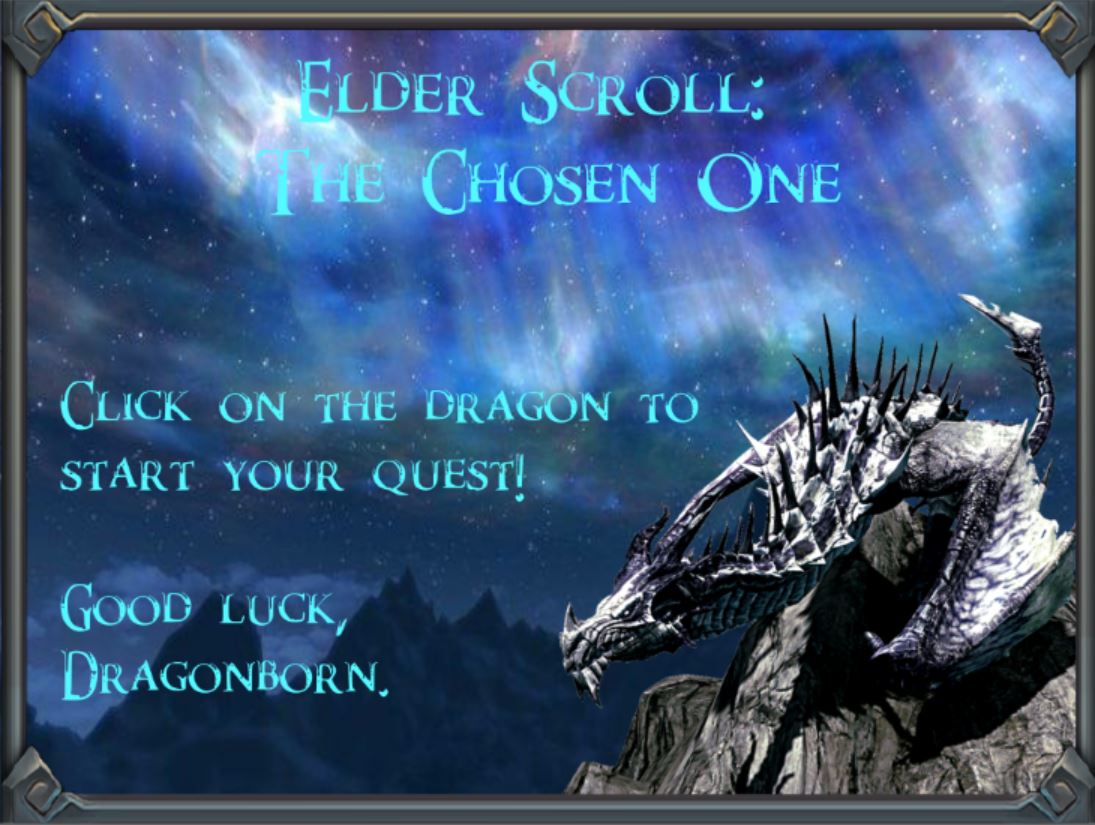 Elder Scroll:
The Chosen One
Click on the dragon to
start your quest!
Good luck,
Dragonborn.